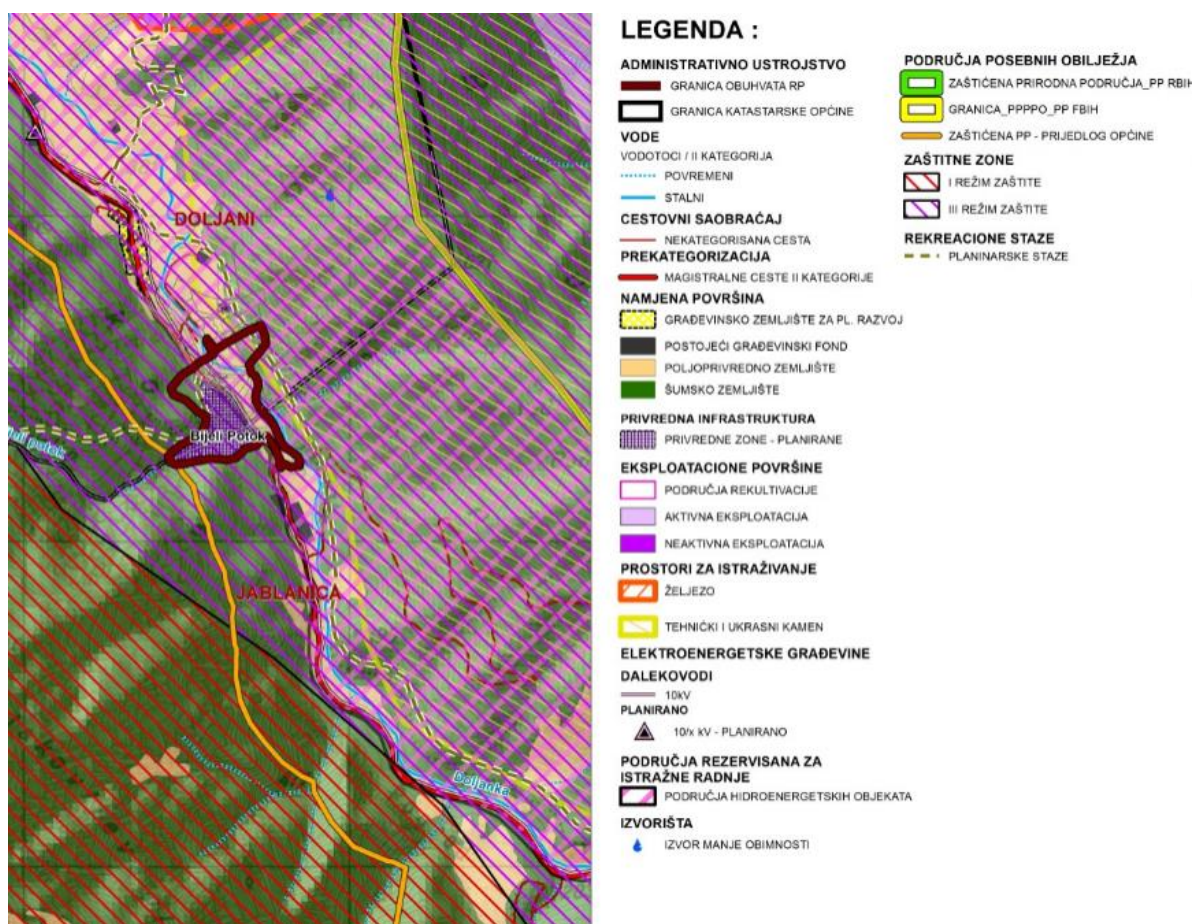 DOLJANI
Bijeli Potok
jeli potok
JABLANICA
Doljanka
LEGENDA :
ADMINISTRATIVNO USTROJSTVO
GRANICA OBUHVATA RP
GRANICA KATASTARSKE OPĆINE
VODE
VODOTOCI / II KATEGORIJA
POVREMENI
STALNI
CESTOVNI SAOBRAĆAJ
NEKATEGORISANA CESTA
PREKATEGORIZACIJA
MAGISTRALNE CESTE II KATEGORIJE
NAMJENA POVRŠINA
GRAĐEVINSKO ZEMLJIŠTE ZA PL. RAZVOJ
POSTOJEĆI GRAĐEVINSKI FOND
POLJOPRIVREDNO ZEMLJIŠTE
ŠUMSKO ZEMLJIŠTE
PRIVREDNA INFRASTRUKTURA
PRIVREDNE ZONE - PLANIRANE
EKSPLOATACIONE POVRŠINE
PODRUČJA REKULTIVACIJE
AKTIVNA EKSPLOATACIJA
NEAKTIVNA EKSPLOATACIJA
PROSTORI ZA ISTRAŽIVANJE
ŽELJEZO
TEHNIČKI I UKRASNI KAMEN
ELEKTROENERGETSKE GRAĐEVINE
DALEKOVODI
10kV
PLANIRANO
10/x kV - PLANIRANO
PODRUČJA REZERVISANA ZA
ISTRAŽNE RADNJE
PODRUČJA HIDROENERGETSKIH OBJEKATA
IZVORIŠTA
IZVOR MANJE OBIMNOSTI
PODRUČJA POSEBNIH OBILJEŽJA
ZAŠTIĆENA PRIRODNA PODRUČJA_PP RBIH
GRANICA_PPPPO_PP FBIH
ZAŠTIĆENA PP - PRIJEDLOG OPĆINE
ZAŠTITNE ZONE
I REŽIM ZAŠTITE
III REŽIM ZAŠTITE
REKREACIONE STAZE
PLANINARSKE STAZE